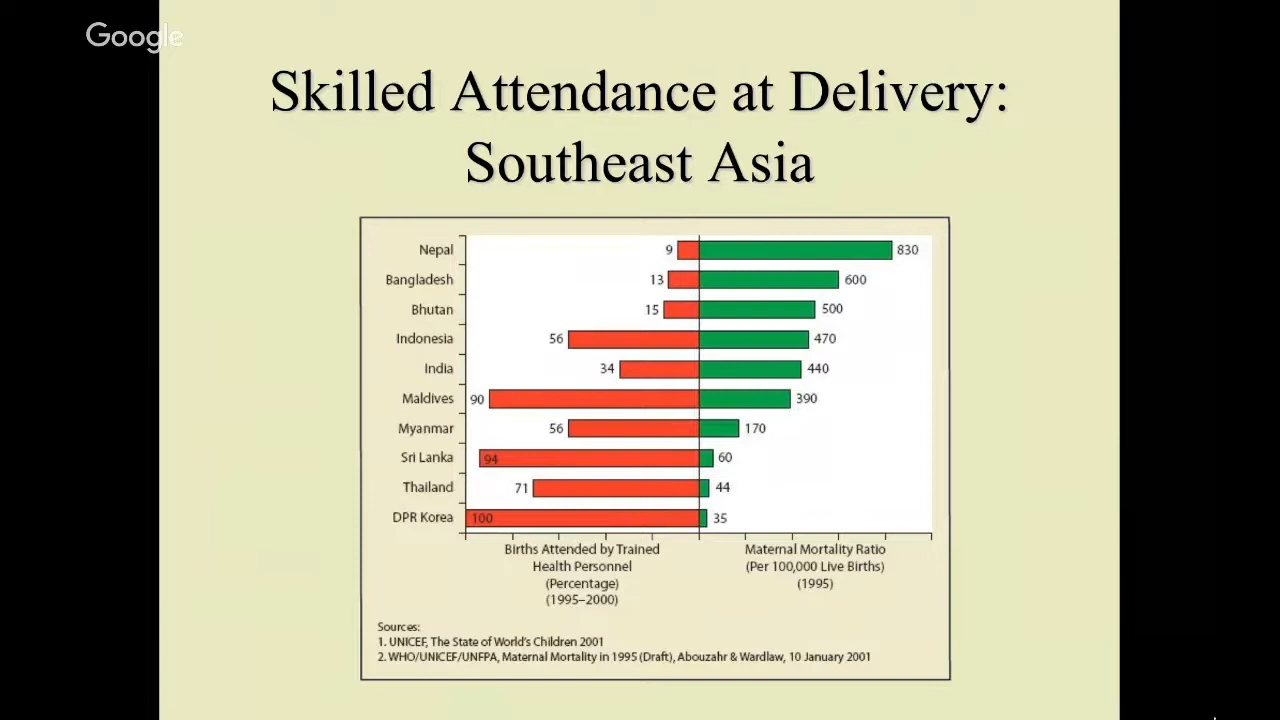 Google
Skilled Attendance at Delivery:
Southeast Asia
Nepal 9 830
Bangladesh 13 600
Bhutan 15 500
Indonesia 56 470
India 34 440
Maldives 90 390
Myanmar 56 170
Sri Lanka 94 60
Thailand 71 44
DPR Korea 100 35
Births Attended by Trained
Health Personnel
(Percentage)
(1995–2000)
Maternal Mortality Ratio
(Per 100,000 Live Births)
(1995)
Sources:
1. UNICEF, The State of World's Children 2001
2. WHO/UNICEF/UNFPA, Maternal Mortality in 1995 (Draft), Abouzahr & Wardlaw, 10 January 2001